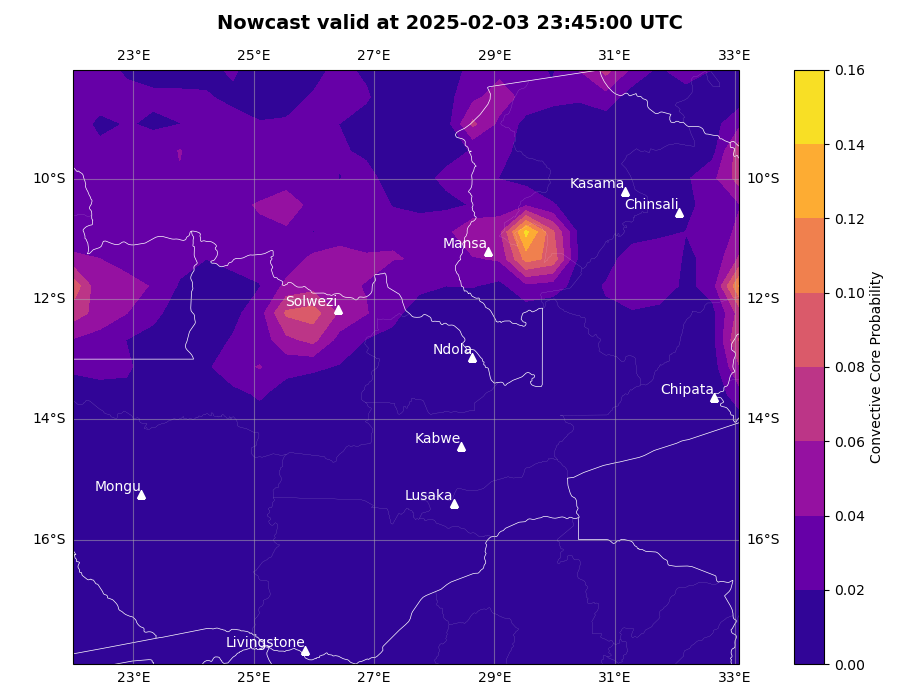 Nowcast valid at 2025-02-03 23:45:00 UTC
23°E 25°E 27°E 29°E 31°E 33°E
0.16
0.14
0.12
0.10
0.08
0.06
0.04
0.02
0.00
Convective Core Probability
10°S 10°S
12°S 12°S
14°S 14°S
16°S 16°S
Kasama
Chinsali
Mansa
Solwezi
Ndola
Chipata
Kabwe
Mongu
Lusaka
Livingstone
23°E 25°E 27°E 29°E 31°E 33°E